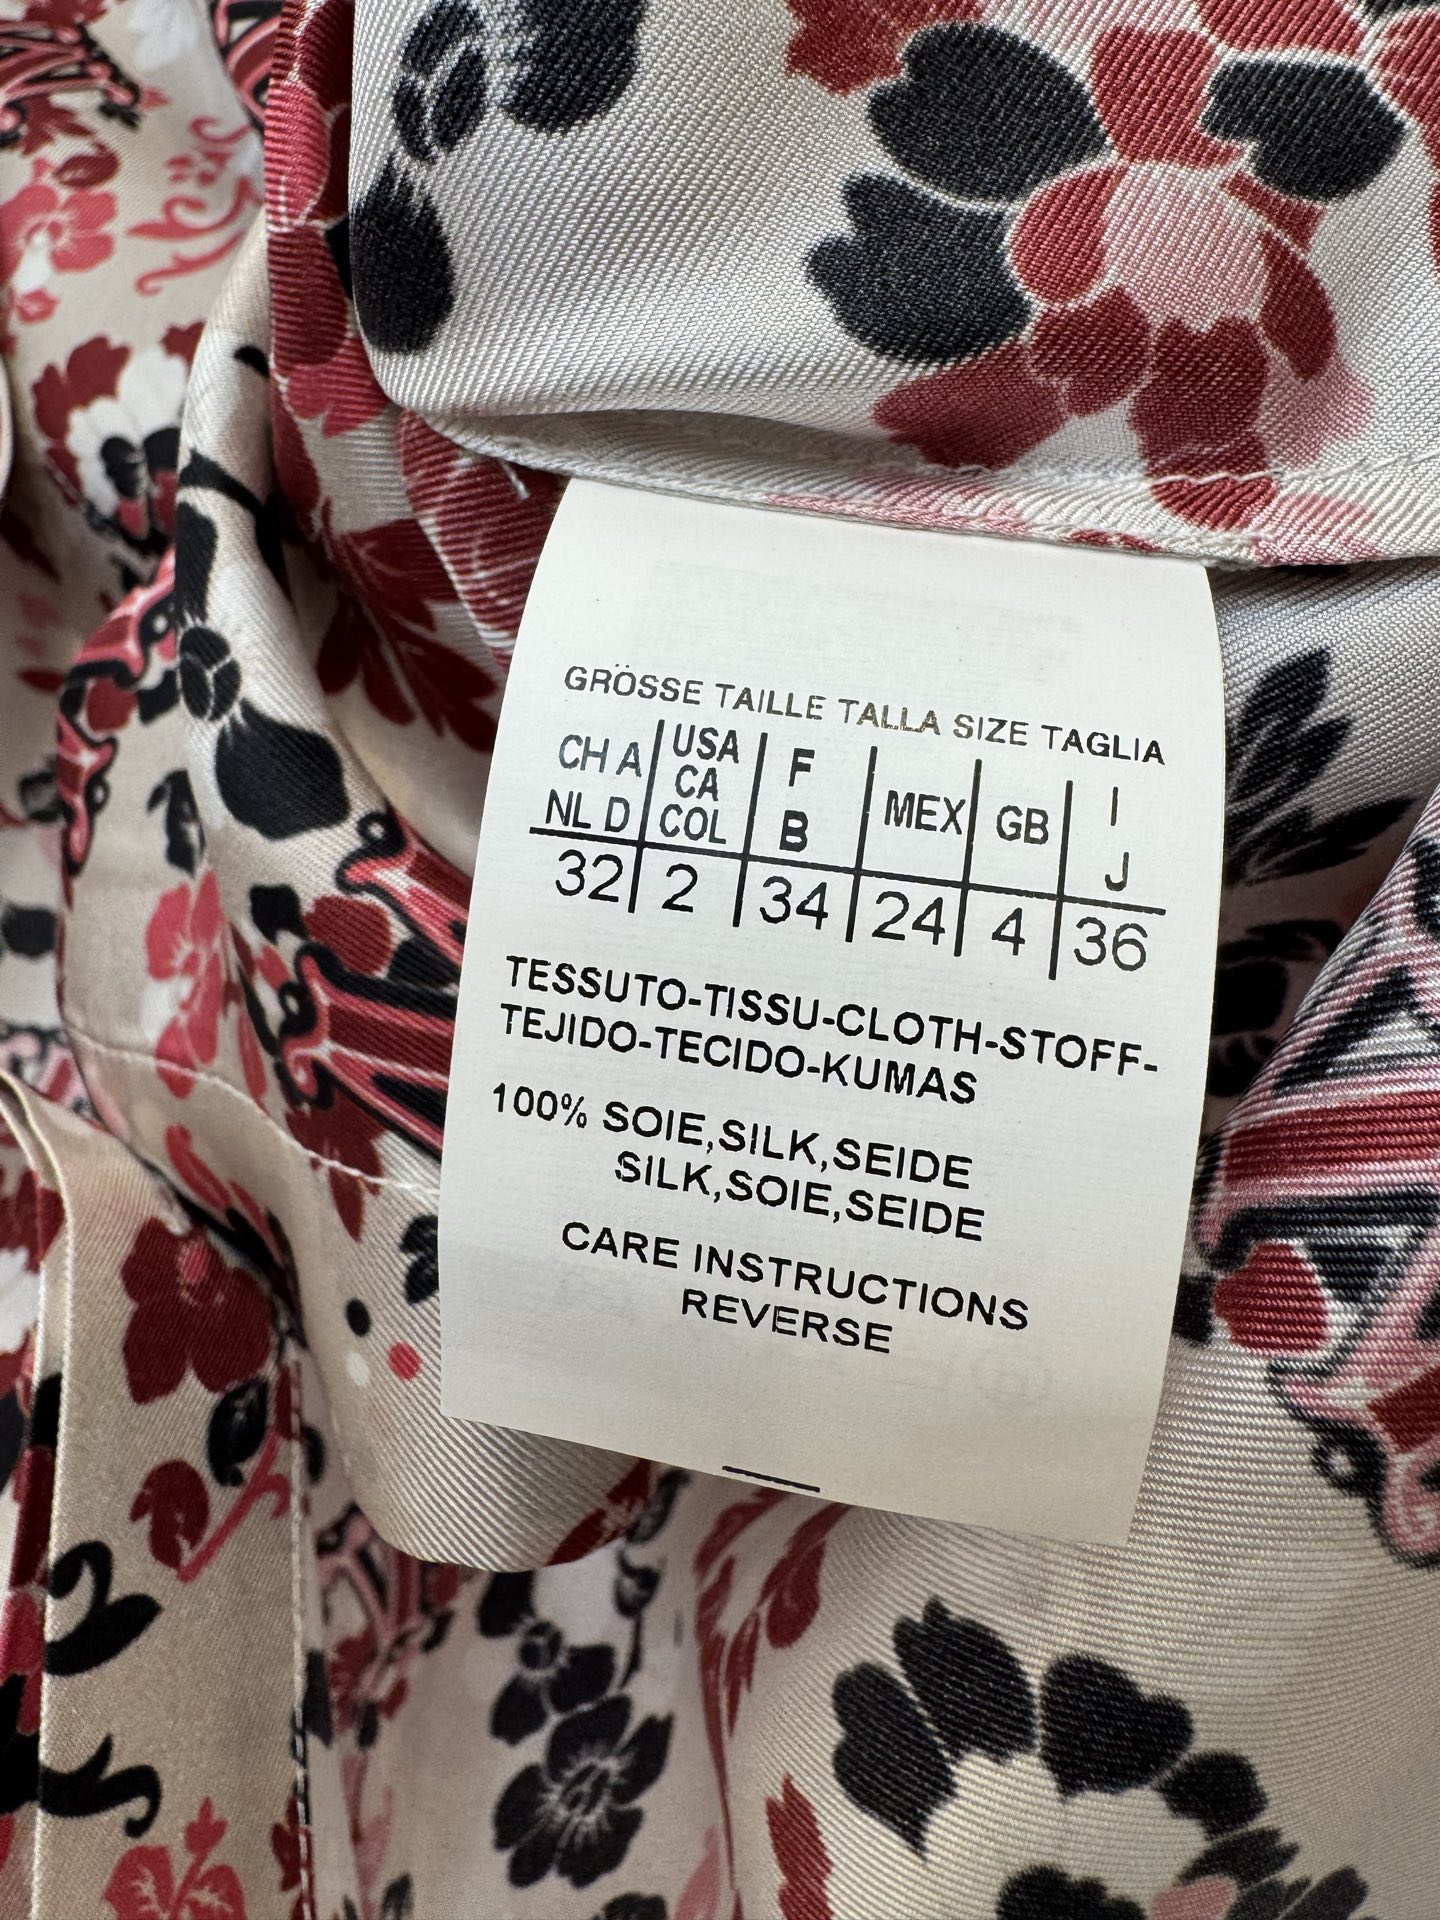 GRÖSSE TAILLE TALLA SIZE TAGLIA
CH A USA F MEX GB I
NL D CA B J
COL
32 2 34 24 4 36
TESSUTO-TISSU-CLOTH-STOFF-
TEJIDO-TECIDO-KUMAS
100% SOIE,SILK,SEIDE
SILK,SOIE,SEIDE
CARE INSTRUCTIONS
REVERSE